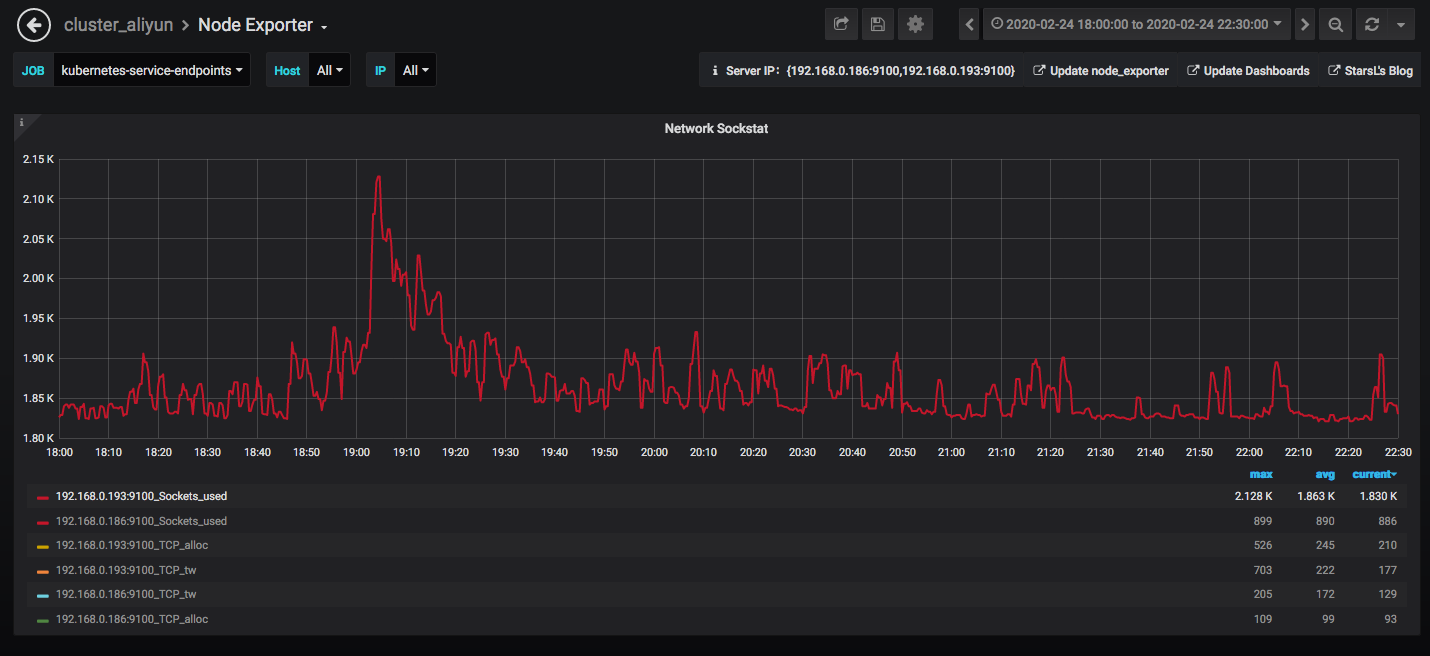 cluster_aliyun > Node Exporter
2020-02-24 18:00:00 to 2020-02-24 22:30:00
JOB kubernetes-service-endpoints Host All IP All
i Server IP: {192.168.0.186:9100,192.168.0.193:9100} Update node_exporter Update Dashboards StarsL's Blog
i
Network Sockstat
2.15 K
2.10 K
2.05 K
2.00 K
1.95 K
1.90 K
1.85 K
1.80 K
18:00 18:10 18:20 18:30 18:40 18:50 19:00 19:10 19:20 19:30 19:40 19:50 20:00 20:10 20:20 20:30 20:40 20:50 21:00 21:10 21:20 21:30 21:40 21:50 22:00 22:10 22:20 22:30
max avg current
192.168.0.193:9100_Sockets_used 2.128 K 1.863 K 1.830 K
192.168.0.186:9100_Sockets_used 899 890 886
192.168.0.193:9100_TCP_alloc 526 245 210
192.168.0.193:9100_TCP_tw 703 222 177
192.168.0.186:9100_TCP_tw 205 172 129
192.168.0.186:9100_TCP_alloc 109 99 93